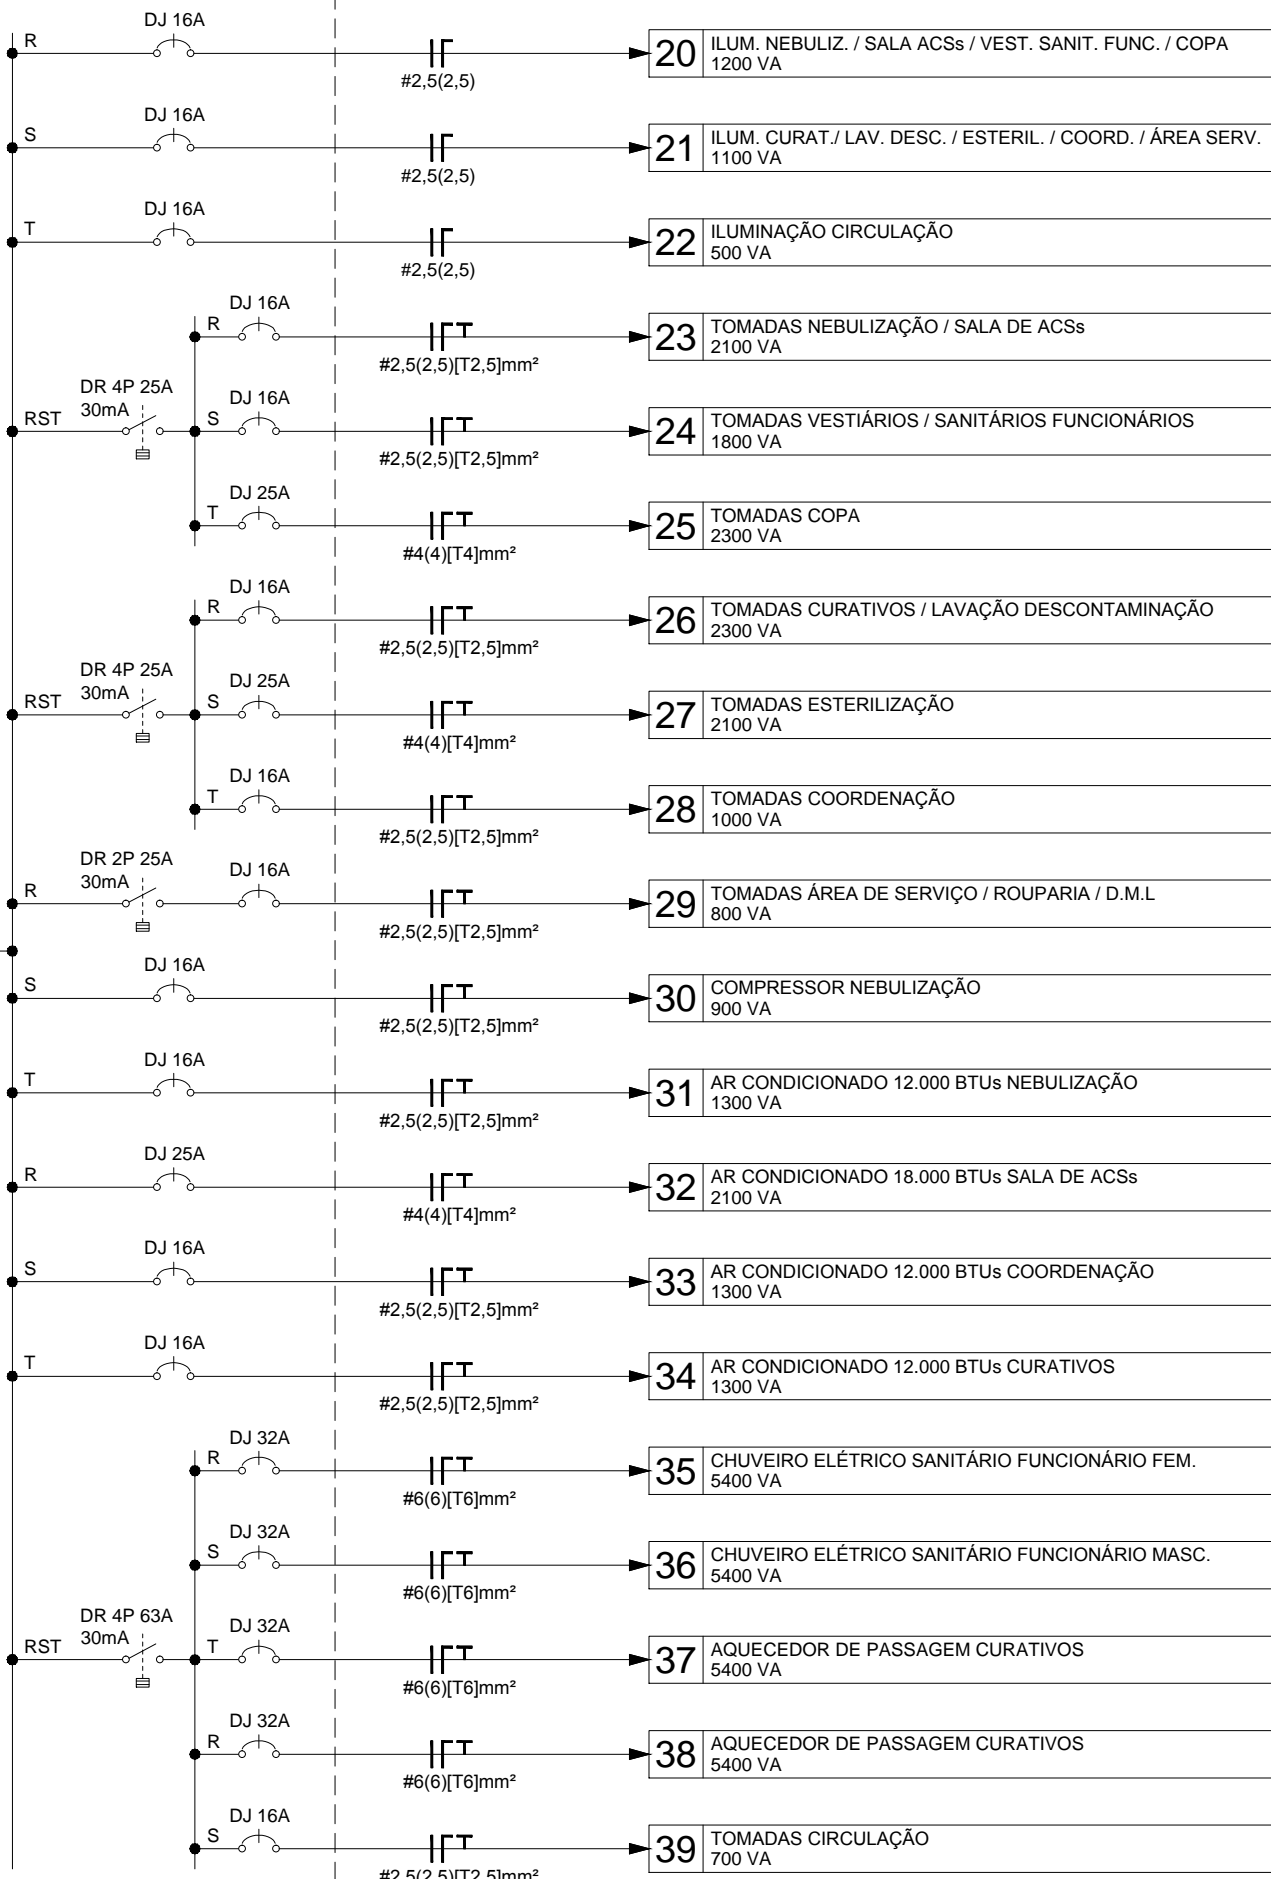 DJ 16A
R
#2,5(2,5)
20 ILUM. NEBULIZ. / SALA ACSs / VEST. SANIT. FUNC. / COPA
1200 VA
DJ 16A
S
#2,5(2,5)
21 ILUM. CURAT./ LAV. DESC. / ESTERIL. / COORD. / ÁREA SERV.
1100 VA
DJ 16A
T
#2,5(2,5)
22 ILUMINAÇÃO CIRCULAÇÃO
500 VA
DJ 16A
R
#2,5(2,5)[T2,5]mm²
23 TOMADAS NEBULIZAÇÃO / SALA DE ACSs
2100 VA
DR 4P 25A
30mA
RST
DJ 16A
S
#2,5(2,5)[T2,5]mm²
24 TOMADAS VESTIÁRIOS / SANITÁRIOS FUNCIONÁRIOS
1800 VA
DJ 25A
T
#4(4)[T4]mm²
25 TOMADAS COPA
2300 VA
DJ 16A
R
#2,5(2,5)[T2,5]mm²
26 TOMADAS CURATIVOS / LAVAÇÃO DESCONTAMINAÇÃO
2300 VA
DR 4P 25A
30mA
RST
DJ 25A
S
#4(4)[T4]mm²
27 TOMADAS ESTERILIZAÇÃO
2100 VA
DJ 16A
T
#2,5(2,5)[T2,5]mm²
28 TOMADAS COORDENAÇÃO
1000 VA
DR 2P 25A
30mA
R
DJ 16A
#2,5(2,5)[T2,5]mm²
29 TOMADAS ÁREA DE SERVIÇO / ROUPARIA / D.M.L
800 VA
DJ 16A
S
#2,5(2,5)[T2,5]mm²
30 COMPRESSOR NEBULIZAÇÃO
900 VA
DJ 16A
T
#2,5(2,5)[T2,5]mm²
31 AR CONDICIONADO 12.000 BTUs NEBULIZAÇÃO
1300 VA
DJ 25A
R
#4(4)[T4]mm²
32 AR CONDICIONADO 18.000 BTUs SALA DE ACSs
2100 VA
DJ 16A
S
#2,5(2,5)[T2,5]mm²
33 AR CONDICIONADO 12.000 BTUs COORDENAÇÃO
1300 VA
DJ 16A
T
#2,5(2,5)[T2,5]mm²
34 AR CONDICIONADO 12.000 BTUs CURATIVOS
1300 VA
DJ 32A
R
#6(6)[T6]mm²
35 CHUVEIRO ELÉTRICO SANITÁRIO FUNCIONÁRIO FEM.
5400 VA
DJ 32A
S
#6(6)[T6]mm²
36 CHUVEIRO ELÉTRICO SANITÁRIO FUNCIONÁRIO MASC.
5400 VA
DR 4P 63A
30mA
RST
DJ 32A
T
#6(6)[T6]mm²
37 AQUECEDOR DE PASSAGEM CURATIVOS
5400 VA
DJ 32A
R
#6(6)[T6]mm²
38 AQUECEDOR DE PASSAGEM CURATIVOS
5400 VA
DJ 16A
S
#2,5(2,5)[T2,5]mm²
39 TOMADAS CIRCULAÇÃO
700 VA